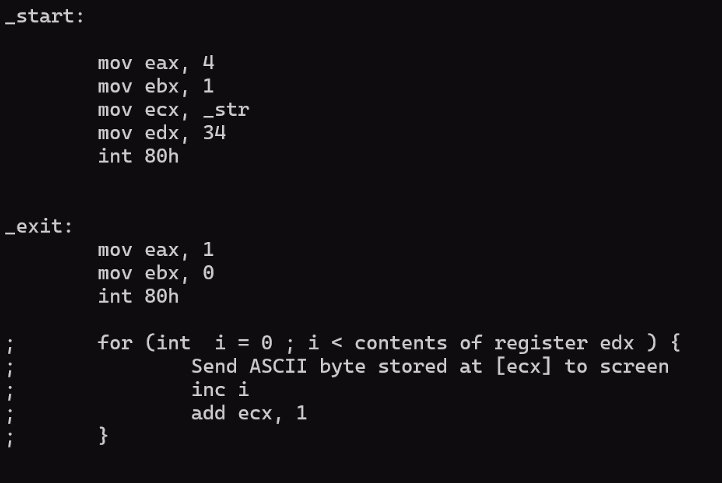 _start:
mov eax, 4
mov ebx, 1
mov ecx, _str
mov edx, 34
int 80h
_exit:
mov eax, 1
mov ebx, 0
int 80h
; for (int  i = 0 ; i < contents of register edx ) {
; Send ASCII byte stored at [ecx] to screen
; inc i
; add ecx, 1
; }